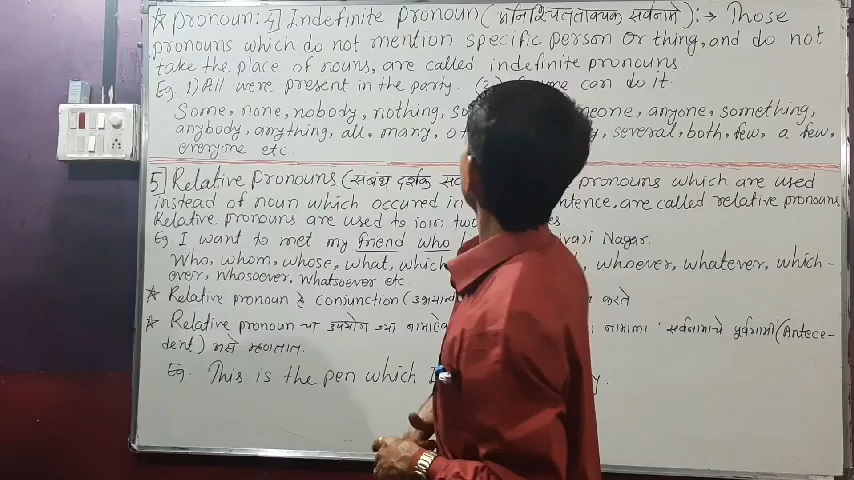 ☆ Pronoun: 4] Indefinite pronoun (अनिश्चिततावाचक सर्वनामे) :→ Those
pronouns which do not mention specific person or thing, and do not
take the place of nouns, are called indefinite pronouns.
Eg 1) All were present in the party. (2) can do it.
Some, none, nobody, nothing, someone, anyone, something,
anybody, anything, all, many, several, both, few, a few,
everyone etc.
5] Relative pronouns (संबंध दर्शक pronouns which are used
instead of noun which occured in are called relative pronouns
Relative pronouns are used to join two
Eg I want to met my friend who Nagar.
Who, whom, whose, what, which whoever, whatever, which-
ever, whosoever, whatsoever etc.
☆ Relative pronoun हे conjunction ( करते
☆ Relative pronoun चा उपयोग ज्या नामाला सर्वनामाचे पूर्वगामी (Antece-
dent) असे म्हणतात.
Eg. This is the pen which I